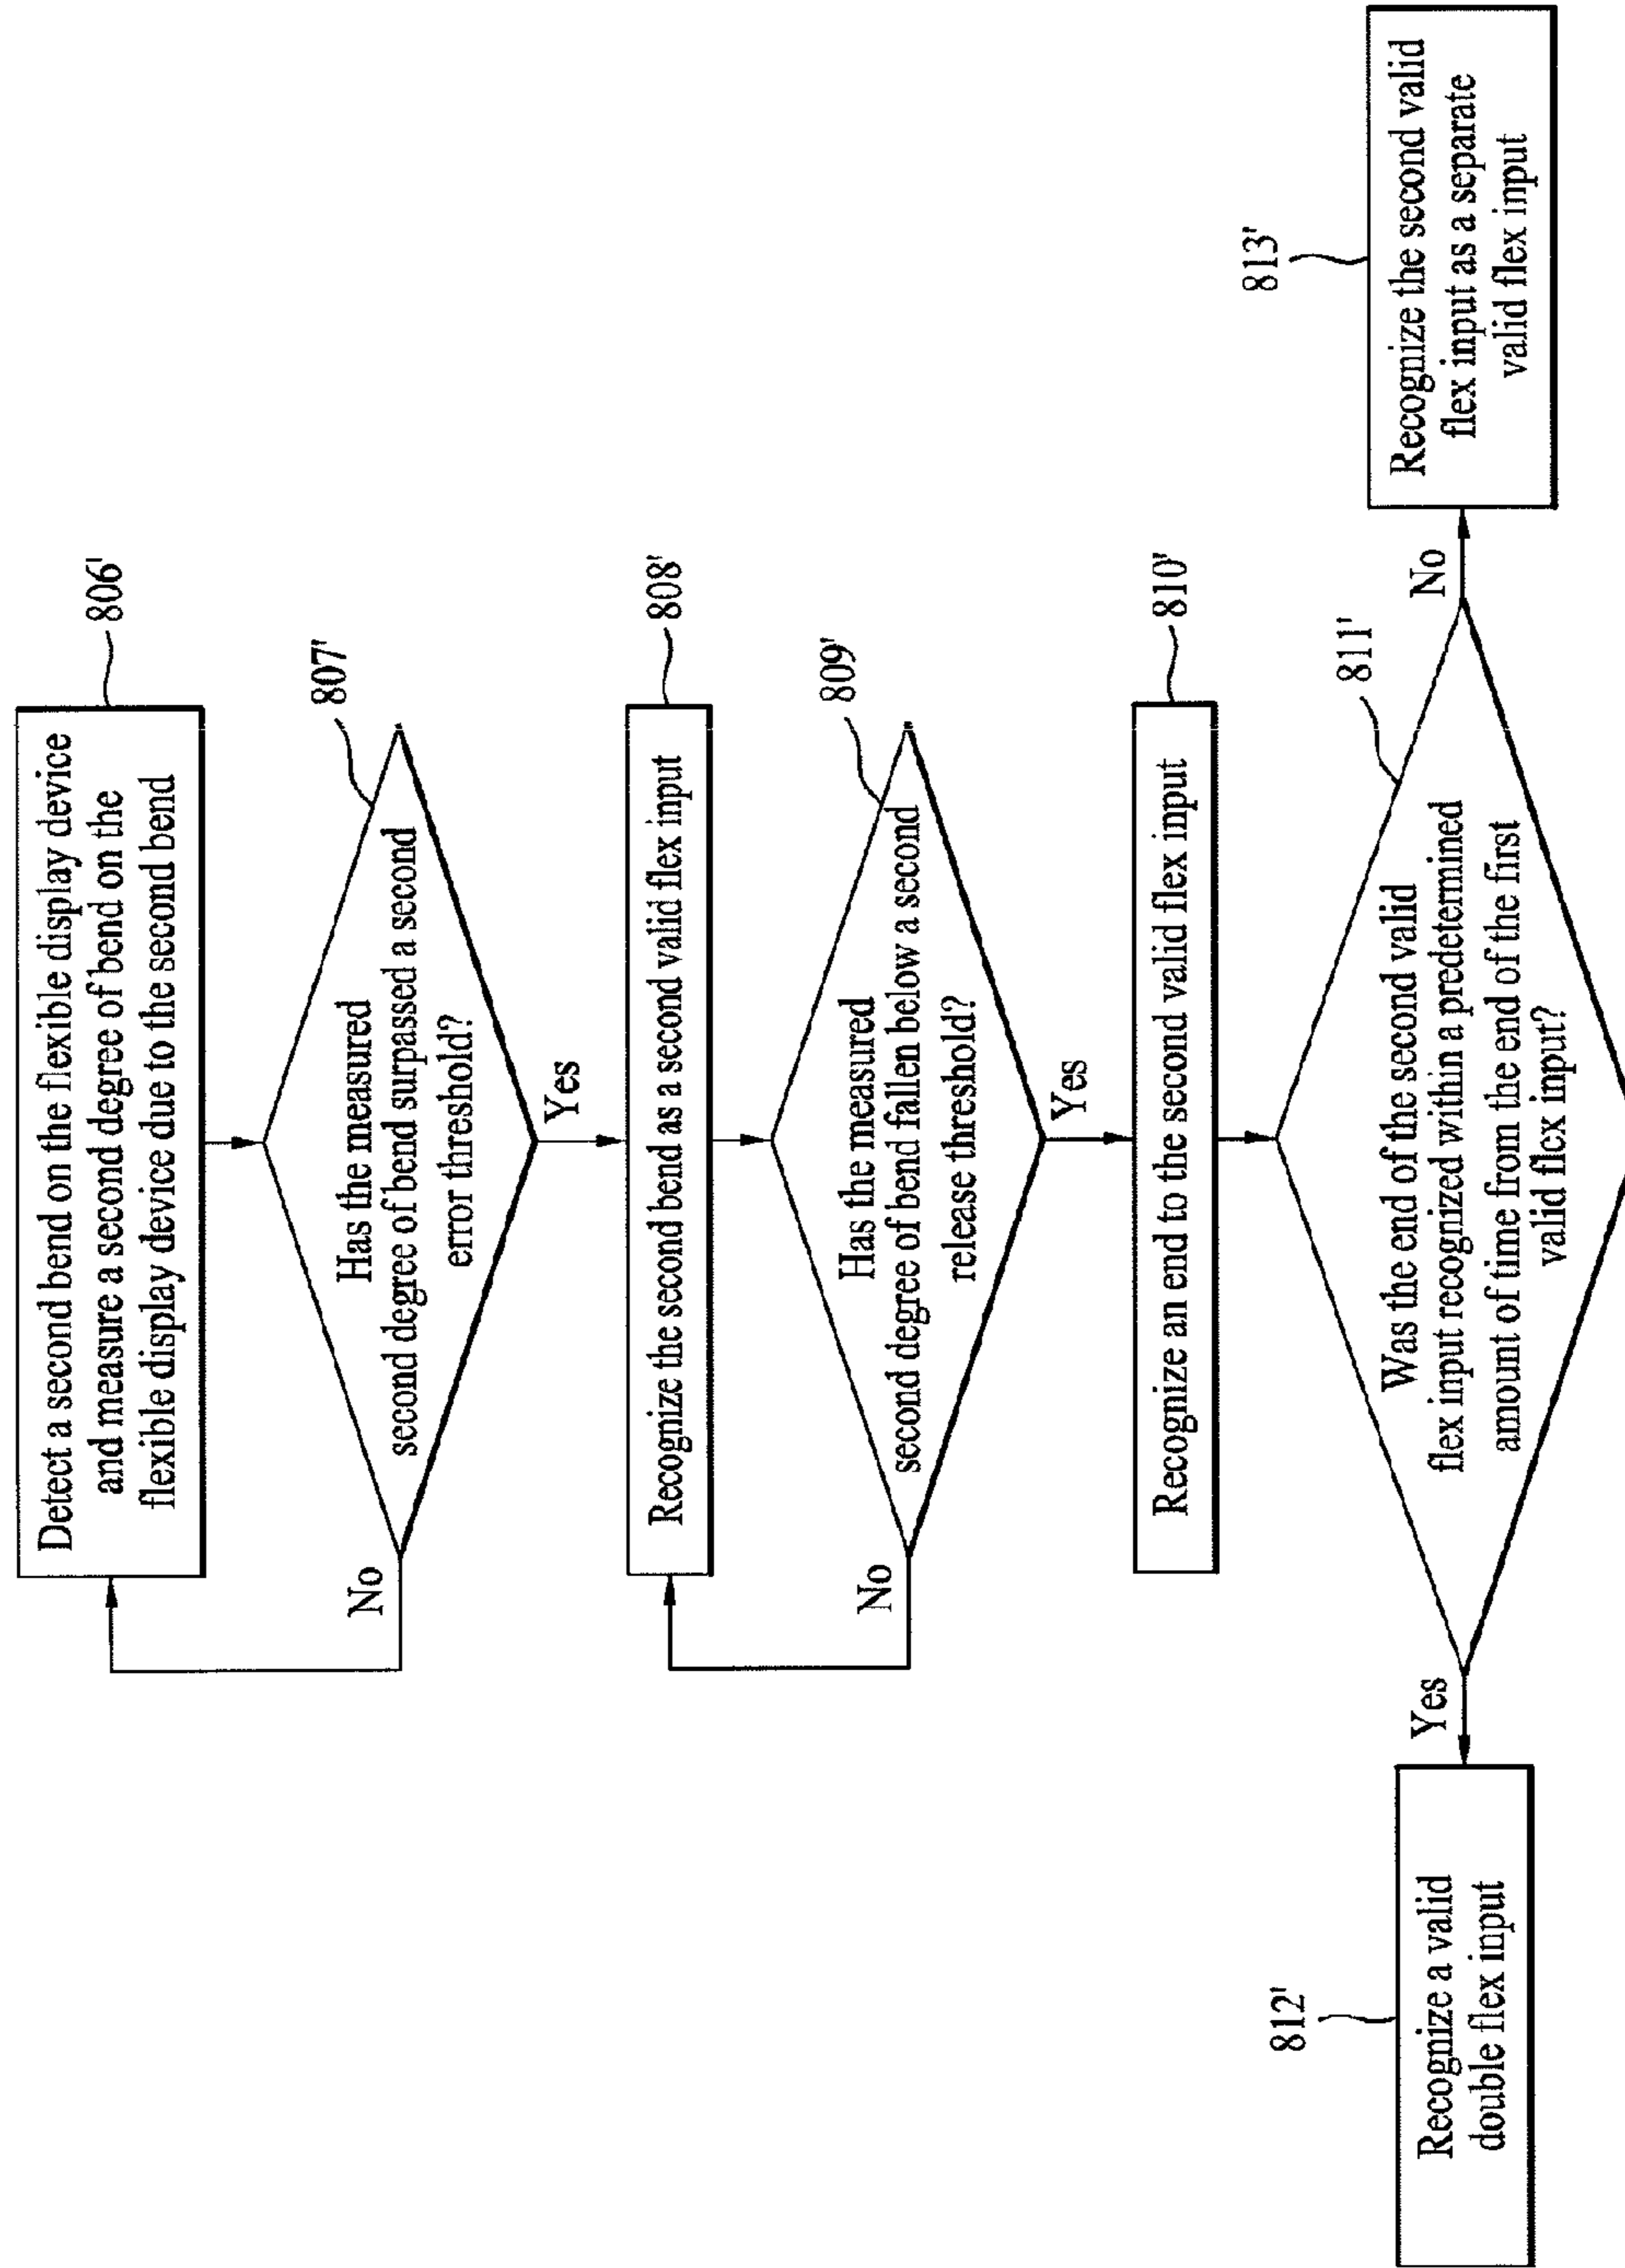 Detect a second bend on the flexible display device
and measure a second degree of bend on the
flexible display device due to the second bend
806'
Has the measured
second degree of bend surpassed a second
error threshold?
807'
No
Yes
Recognize the second bend as a second valid flex input
808'
Has the measured
second degree of bend fallen below a second
release threshold?
809'
No
Yes
Recognize an end to the second valid flex input
810'
Was the end of the second valid
flex input recognized within a predetermined
amount of time from the end of the first
valid flex input?
811'
Yes
No
812'
Recognize a valid
double flex input
813'
Recognize the second valid
flex input as a separate
valid flex input